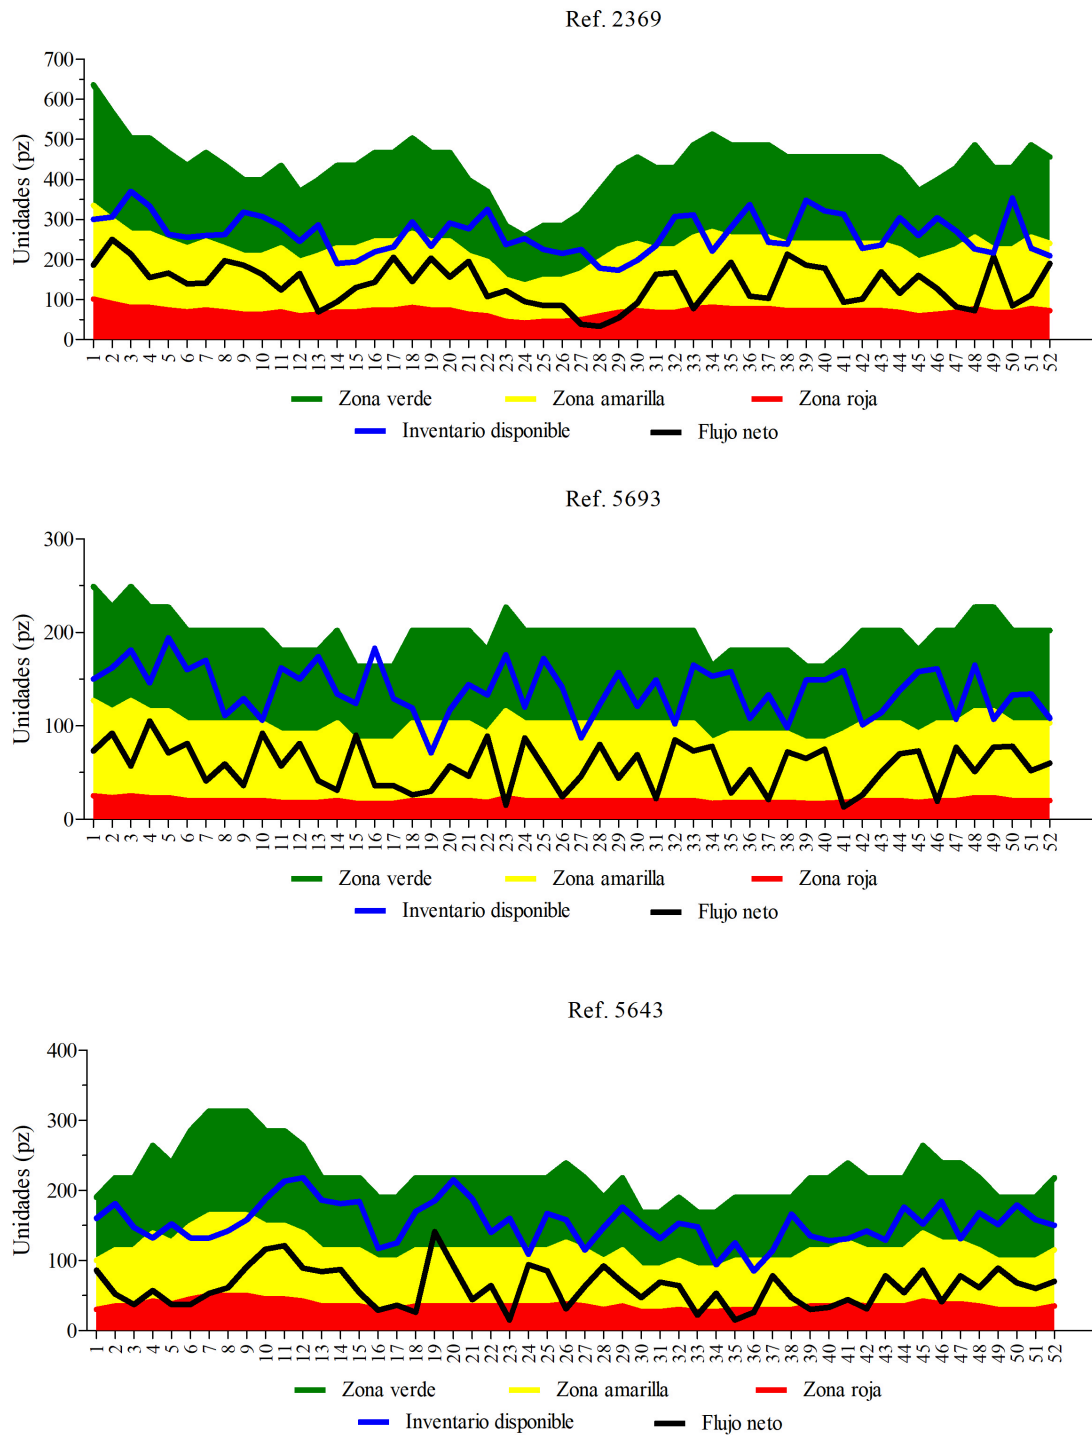 Ref. 2369
Unidades (pz)
700
600
500
400
300
200
100
0
1 2 3 4 5 6 7 8 9 10 11 12 13 14 15 16 17 18 19 20 21 22 23 24 25 26 27 28 29 30 31 32 33 34 35 36 37 38 39 40 41 42 43 44 45 46 47 48 49 50 51 52
Zona verde Zona amarilla Zona roja
Inventario disponible Flujo neto
Ref. 5693
Unidades (pz)
300
200
100
0
1 2 3 4 5 6 7 8 9 10 11 12 13 14 15 16 17 18 19 20 21 22 23 24 25 26 27 28 29 30 31 32 33 34 35 36 37 38 39 40 41 42 43 44 45 46 47 48 49 50 51 52
Zona verde Zona amarilla Zona roja
Inventario disponible Flujo neto
Ref. 5643
Unidades (pz)
400
300
200
100
0
1 2 3 4 5 6 7 8 9 10 11 12 13 14 15 16 17 18 19 20 21 22 23 24 25 26 27 28 29 30 31 32 33 34 35 36 37 38 39 40 41 42 43 44 45 46 47 48 49 50 51 52
Zona verde Zona amarilla Zona roja
Inventario disponible Flujo neto